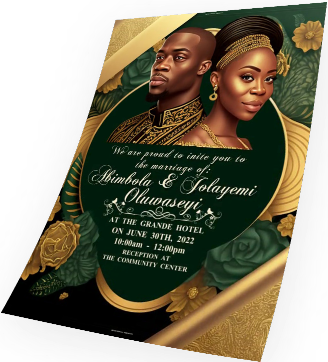 We are proud to invite you to
the marriage of:
Abimbola & Folayemi
Oluwaseyi
AT THE GRANDE HOTEL
ON JUNE 30TH, 2022
10:00am - 12:00pm
RECEPTION AT
THE COMMUNITY CENTER